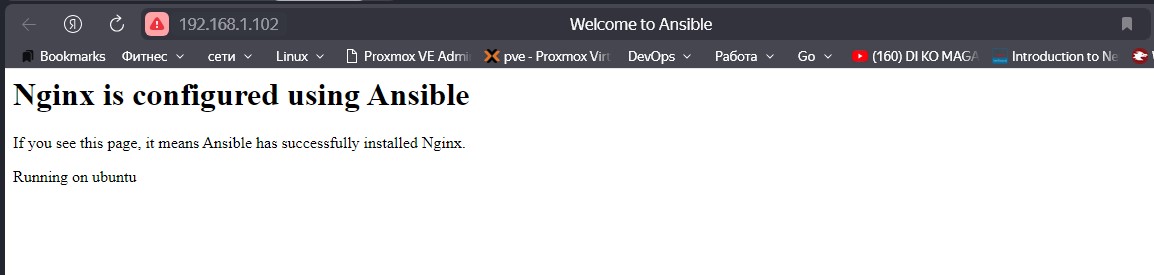 192.168.1.102 Welcome to Ansible
Bookmarks Фитнес сети Linux Proxmox VE Admi pve - Proxmox Virt DevOps Работа Go (160) DI KO MAGA Introduction to Ne
Nginx is configured using Ansible
If you see this page, it means Ansible has successfully installed Nginx.
Running on ubuntu